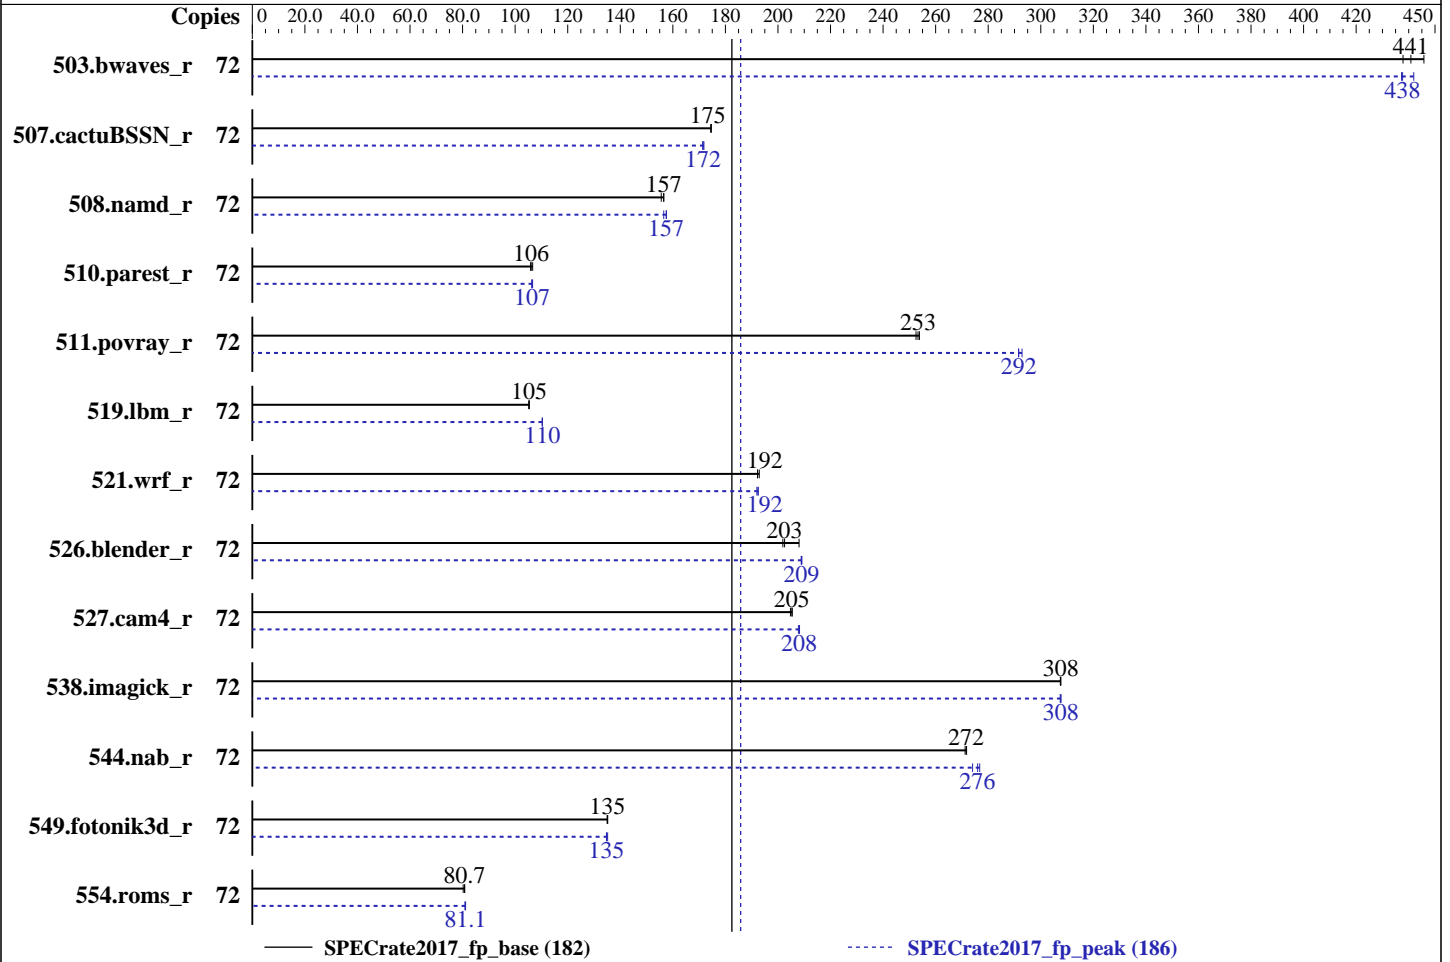 Copies 0 20.0 40.0 60.0 80.0 100 120 140 160 180 200 220 240 260 280 300 320 340 360 380 400 420 450
441
503.bwaves_r 72
438
175
507.cactuBSSN_r 72
172
157
508.namd_r 72
157
106
510.parest_r 72
107
253
511.povray_r 72
292
105
519.lbm_r 72
110
192
521.wrf_r 72
192
203
526.blender_r 72
209
205
527.cam4_r 72
208
308
538.imagick_r 72
308
272
544.nab_r 72
276
135
549.fotonik3d_r 72
135
80.7
554.roms_r 72
81.1
SPECrate2017_fp_base (182) SPECrate2017_fp_peak (186)